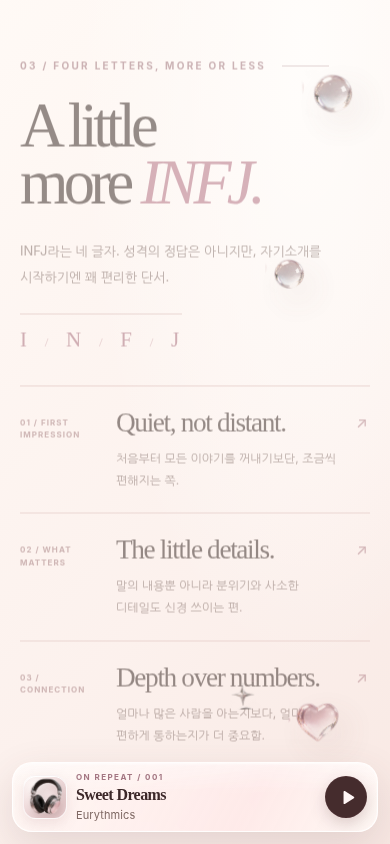 03 / FOUR LETTERS, MORE OR LESS
A little
more INFJ.
INFJ라는 네 글자. 성격의 정답은 아니지만, 자기소개를
시작하기엔 꽤 편리한 단서.
I / N / F / J
01 / FIRST
IMPRESSION
Quiet, not distant.
처음부터 모든 이야기를 꺼내기보단, 조금씩
편해지는 쪽.
02 / WHAT
MATTERS
The little details.
말의 내용뿐 아니라 분위기와 사소한
디테일도 신경 쓰이는 편.
03 /
CONNECTION
Depth over numbers.
얼마나 많은 사람을 아는지보다, 얼마
편하게 통하는지가 더 중요함.
ON REPEAT / 001
Sweet Dreams
Eurythmics